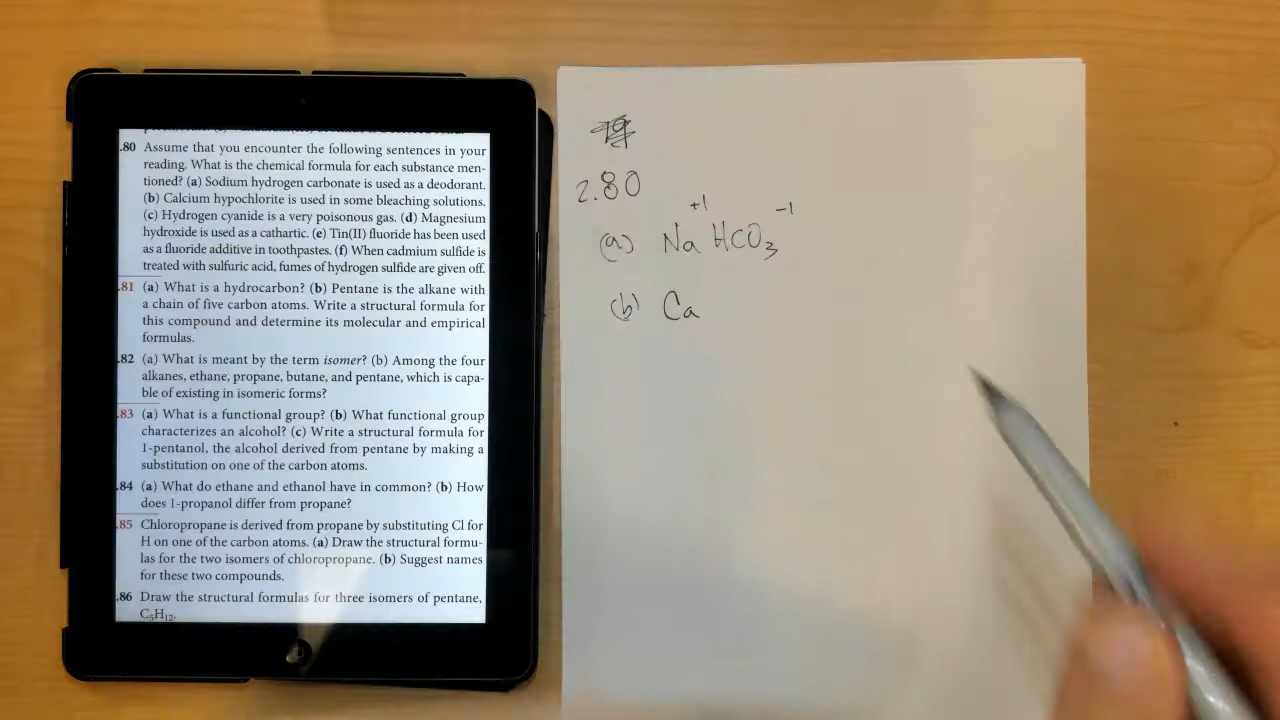 .80 Assume that you encounter the following sentences in your
reading. What is the chemical formula for each substance men-
tioned? (a) Sodium hydrogen carbonate is used as a deodorant.
(b) Calcium hypochlorite is used in some bleaching solutions.
(c) Hydrogen cyanide is a very poisonous gas. (d) Magnesium
hydroxide is used as a cathartic. (e) Tin(II) fluoride has been used
as a fluoride additive in toothpastes. (f) When cadmium sulfide is
treated with sulfuric acid, fumes of hydrogen sulfide are given off.
.81 (a) What is a hydrocarbon? (b) Pentane is the alkane with
a chain of five carbon atoms. Write a structural formula for
this compound and determine its molecular and empirical
formulas.
.82 (a) What is meant by the term isomer? (b) Among the four
alkanes, ethane, propane, butane, and pentane, which is capa-
ble of existing in isomeric forms?
.83 (a) What is a functional group? (b) What functional group
characterizes an alcohol? (c) Write a structural formula for
1-pentanol, the alcohol derived from pentane by making a
substitution on one of the carbon atoms.
.84 (a) What do ethane and ethanol have in common? (b) How
does 1-propanol differ from propane?
.85 Chloropropane is derived from propane by substituting Cl for
H on one of the carbon atoms. (a) Draw the structural formu-
las for the two isomers of chloropropane. (b) Suggest names
for these two compounds.
.86 Draw the structural formulas for three isomers of pentane,
C₅H₁₂.
2.80
+1 -1
(a) Na HCO₃
(b) Ca